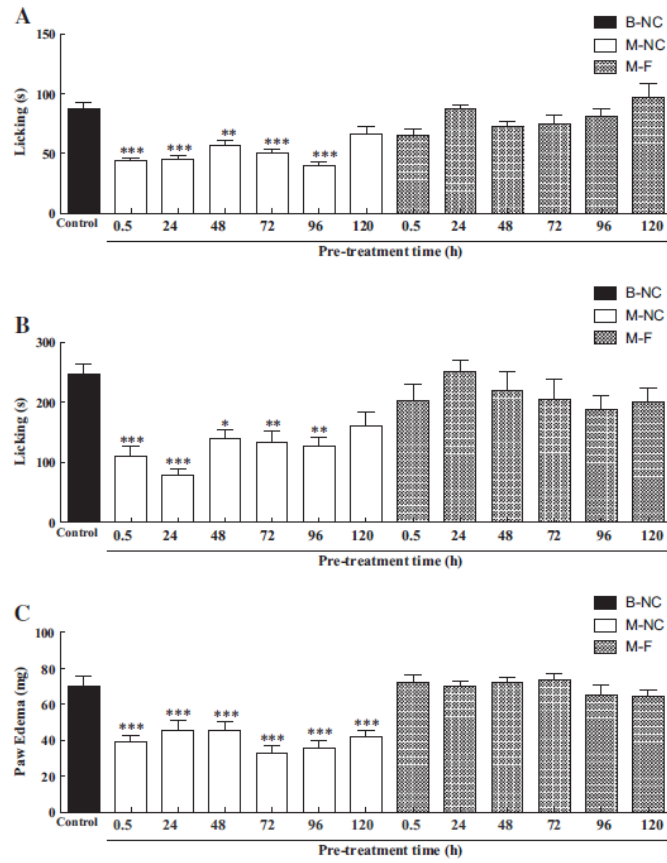 A
B-NC
M-NC
M-F
150
100
50
0
Licking (s)
*** *** ** *** ***
Control 0.5 24 48 72 96 120 0.5 24 48 72 96 120
Pre-treatment time (h)
B
B-NC
M-NC
M-F
300
200
100
0
Licking (s)
*** *** * ** **
Control 0.5 24 48 72 96 120 0.5 24 48 72 96 120
Pre-treatment time (h)
C
B-NC
M-NC
M-F
100
80
60
40
20
0
Paw Edema (mg)
*** *** *** *** *** ***
Control 0.5 24 48 72 96 120 0.5 24 48 72 96 120
Pre-treatment time (h)